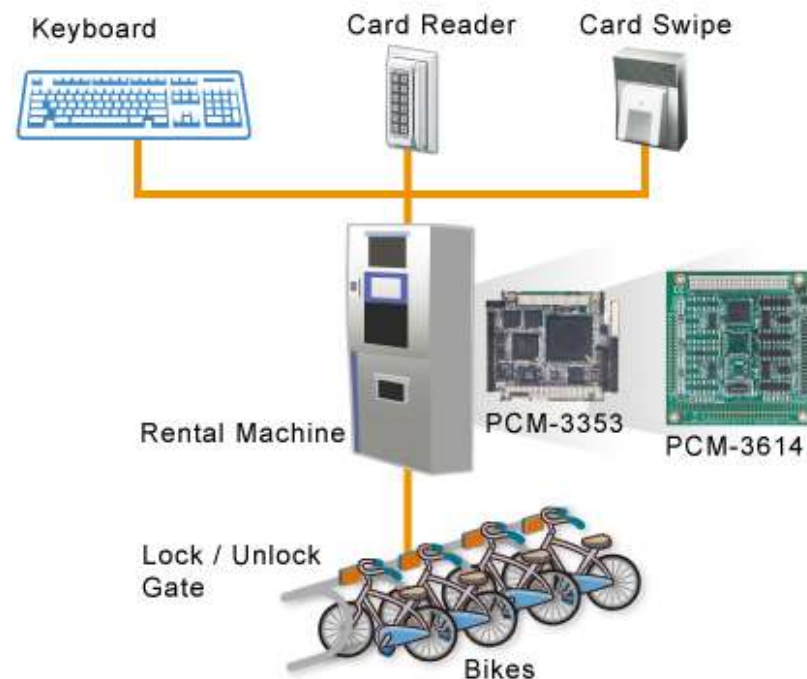 Keyboard
Card Reader
Card Swipe
Rental Machine
PCM-3353
PCM-3614
Lock / Unlock
Gate
Bikes